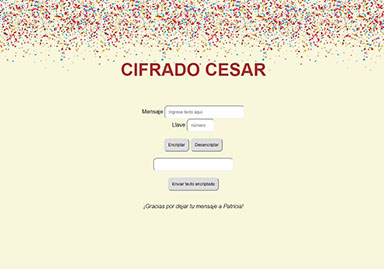 CIFRADO CESAR
Mensaje Ingrese texto aquí
Llave número
Encriptar Desencriptar
Enviar texto encriptado
¡Gracias por dejar tu mensaje a Patricia!